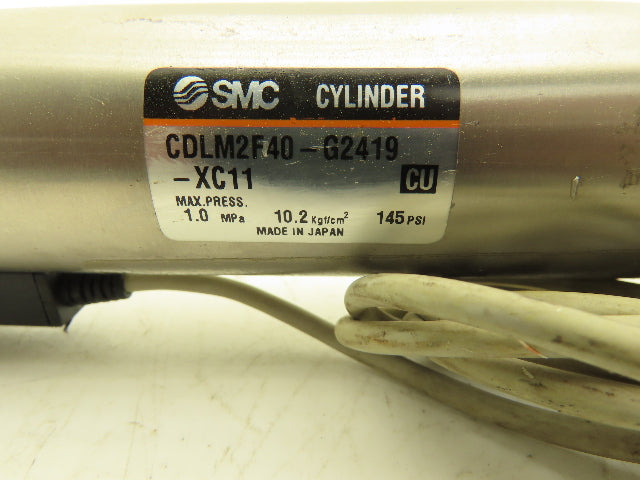 SMC CYLINDER
CDLM2F40-G2419
-XC11 CU
MAX.PRESS.
1.0 MPa 10.2 Kgf/cm² 145 PSI
MADE IN JAPAN